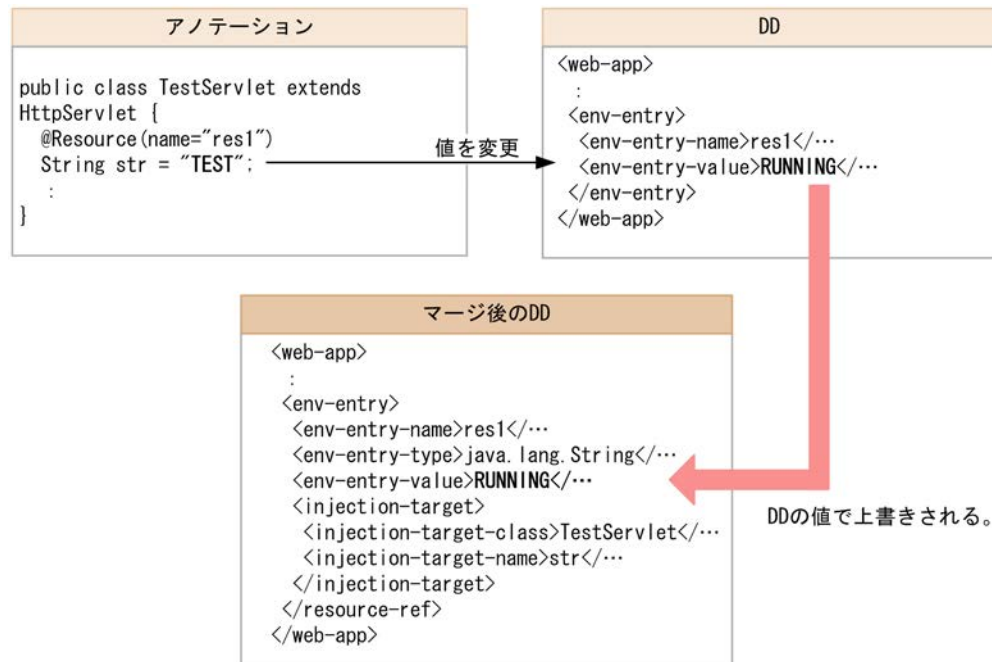 アノテーション
public class TestServlet extends
HttpServlet {
@Resource(name="res1")
String str = "TEST";
:
}
値を変更
DD
<web-app>
:
<env-entry>
<env-entry-name>res1</…
<env-entry-value>RUNNING</…
</env-entry>
</web-app>
マージ後のDD
<web-app>
:
<env-entry>
<env-entry-name>res1</…
<env-entry-type>java.lang.String</…
<env-entry-value>RUNNING</…
<injection-target>
<injection-target-class>TestServlet</…
<injection-target-name>str</…
</injection-target>
</resource-ref>
</web-app>
DDの値で上書きされる。